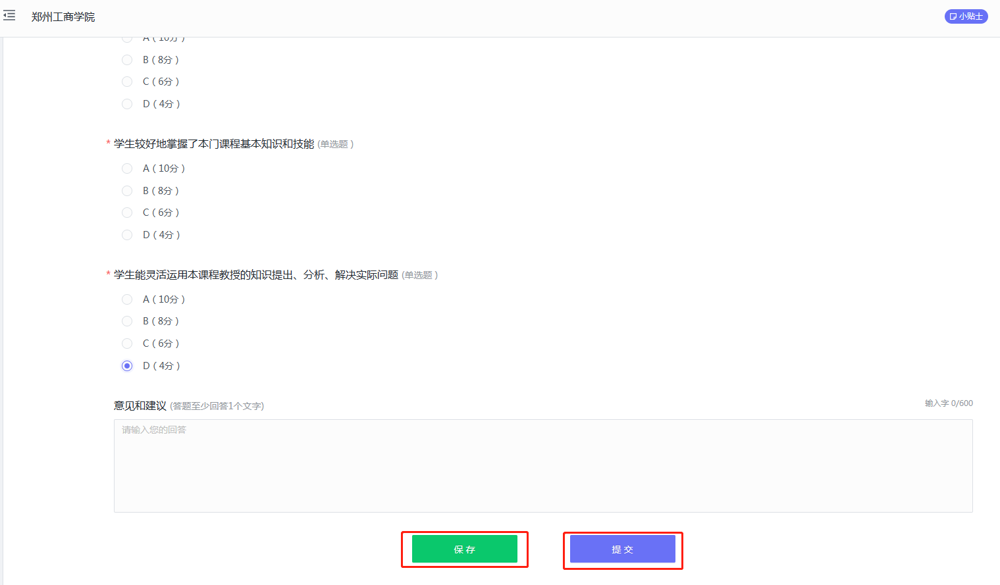 郑州工商学院
小贴士
A ( 10分 )
B ( 8分 )
C ( 6分 )
D ( 4分 )
* 学生较好地掌握了本门课程基本知识和技能 (单选题 )
A ( 10分 )
B ( 8分 )
C ( 6分 )
D ( 4分 )
* 学生能灵活运用本课程教授的知识提出、分析、解决实际问题 (单选题 )
A ( 10分 )
B ( 8分 )
C ( 6分 )
D ( 4分 )
意见和建议 (答题至少回答1个文字)
输入字 0/600
请输入您的回答
保 存
提 交